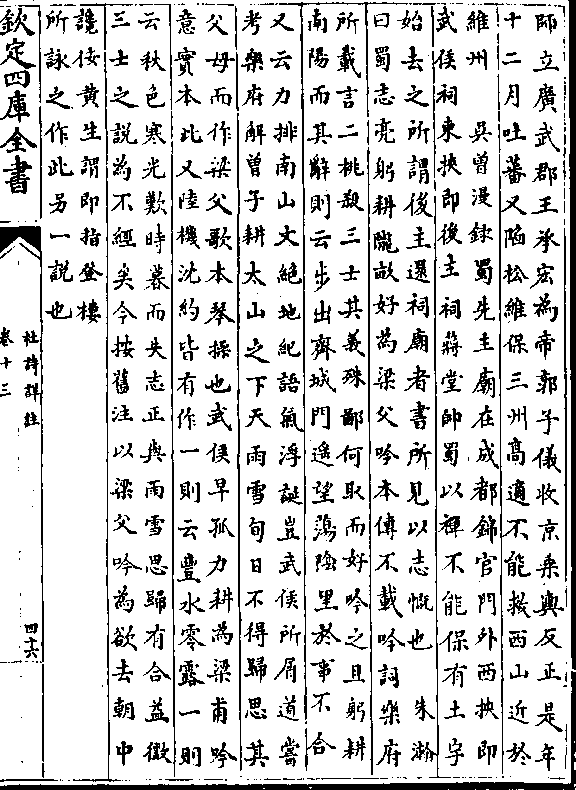 師立廣武郡王承宏為帝郭子儀收京乘輿反正是年
十二月吐蕃又陷松維保三州高適不能救西山近於
維州　吳曾漫錄蜀先主廟在成都錦官門外西挾即
武侯祠東挾即後主祠蔣堂帥蜀以禪不能保有土宇
始去之所謂後主還祠廟者書所見以志慨也　朱瀚
曰蜀志亮躬耕隴畝好為梁父吟本傳不載吟詞樂府
所載言二桃殺三士其義殊鄙何取而好吟之且躬耕
南陽而其辭則云步出齊城門遥望蕩陰里於事不合
又云力排南山文絶地紀語氣浮誕豈武侯所屑道嘗
考樂府解曾子耕太山之下天雨雪旬日不得歸思其
父母而作梁父歌本琴操也武侯早孤力耕為梁甫吟
意實本此又陸機沈約皆有作一則云豐水零露一則
云秋色寒光歎時暮而失志正與雨雪思歸有合益徵
三士之說為不經矣今按舊注以梁父吟為欲去朝中
讒佞黄生謂即指登樓
所詠之作此另一說也
欽定四庫全書
杜詩詳註
卷十三
四十六